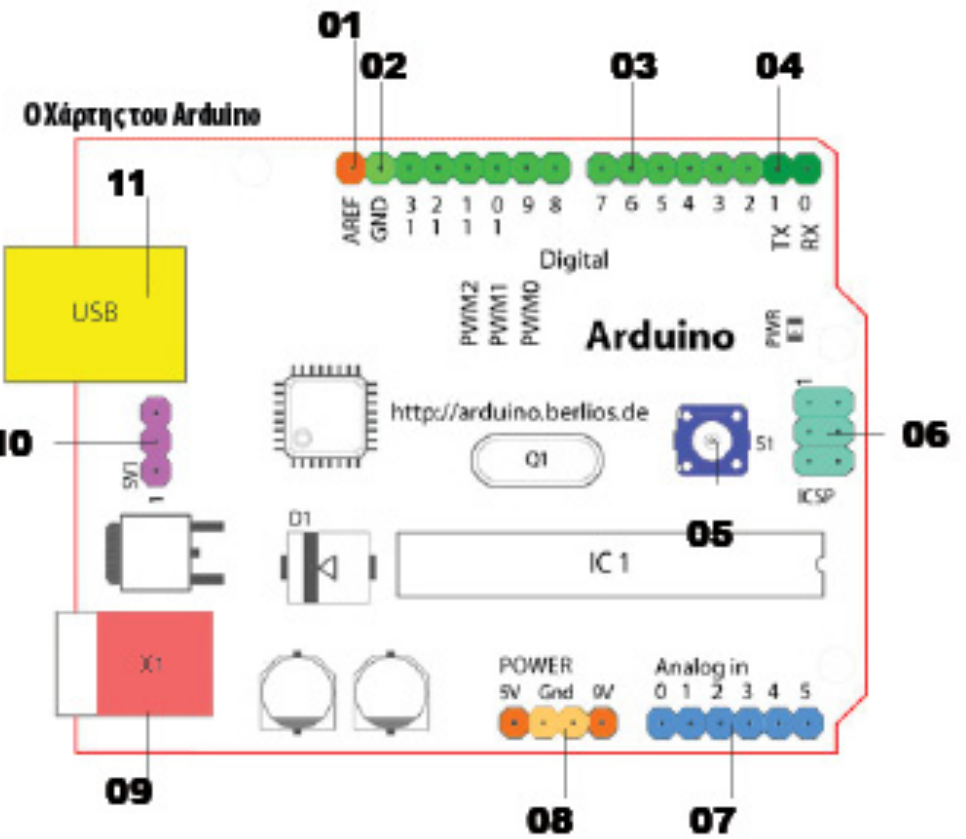 01
02
03
04
Ο Χάρτης του Arduino
11
AREF
GND
3 2 1 0 9 8 7 6 5 4 3 2 1 0
1 1 1 1
TX
RX
Digital
USB
PWM2
PWM1
PWM0
Arduino
PWR
http://arduino.berlios.de
1
10
5V1
1
Q1
S1
06
ICSP
05
D1
IC 1
X1
POWER
5V Gnd 9V
Analog in
0 1 2 3 4 5
09
08
07